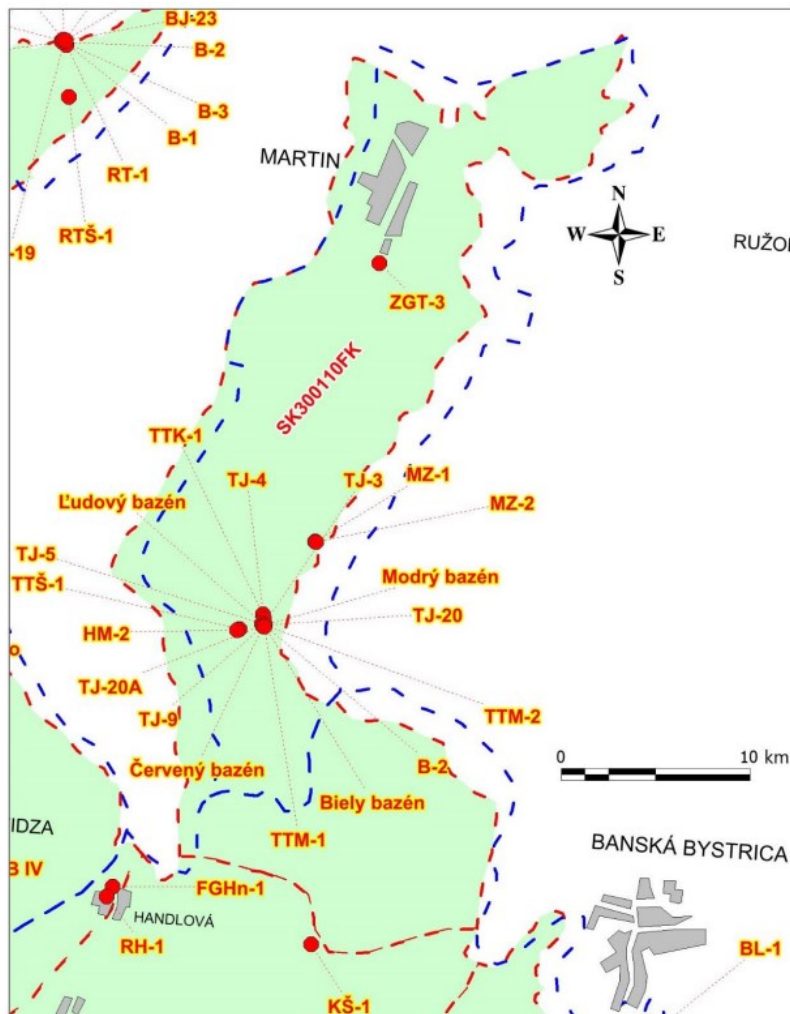 BJ-23
B-2
B-3
B-1
RT-1
RTŠ-1
-19
MARTIN
N
W
E
S
RUŽO
ZGT-3
SK300110FK
TTK-1
TJ-4
TJ-3
MZ-1
MZ-2
Ľudový bazén
TJ-5
TTŠ-1
Modrý bazén
HM-2
TJ-20
o
TJ-20A
TJ-9
TTM-2
Červený bazén
B-2
Biely bazén
TTM-1
0
10 km
IDZA
B IV
BANSKÁ BYSTRICA
FGHn-1
HANDLOVÁ
RH-1
BL-1
KŠ-1